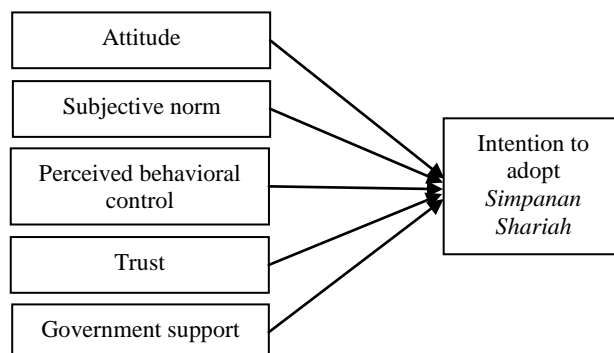 Attitude
Subjective norm
Perceived behavioral
control
Trust
Government support
Intention to
adopt
Simpanan
Shariah